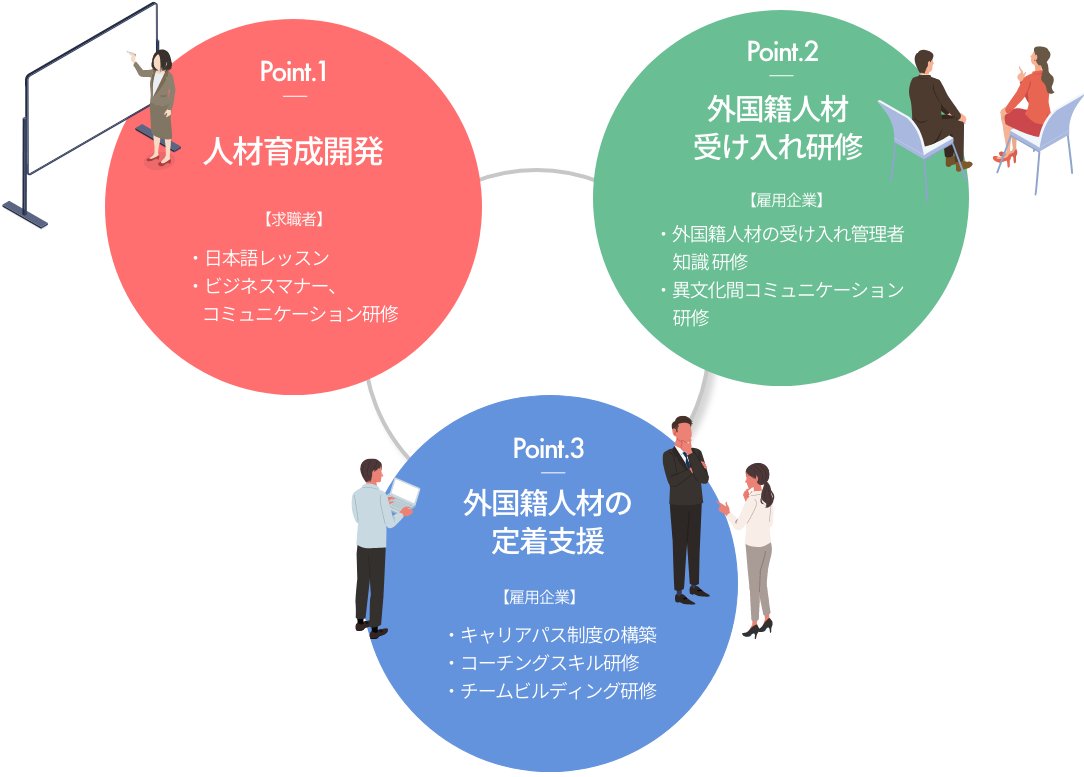 Point.1
人材育成開発
【求職者】
・日本語レッスン
・ビジネスマナー、
コミュニケーション研修
Point.2
外国籍人材
受け入れ研修
【雇用企業】
・外国籍人材の受け入れ管理者
知識研修
・異文化間コミュニケーション
研修
Point.3
外国籍人材の
定着支援
【雇用企業】
・キャリアパス制度の構築
・コーチングスキル研修
・チームビルディング研修